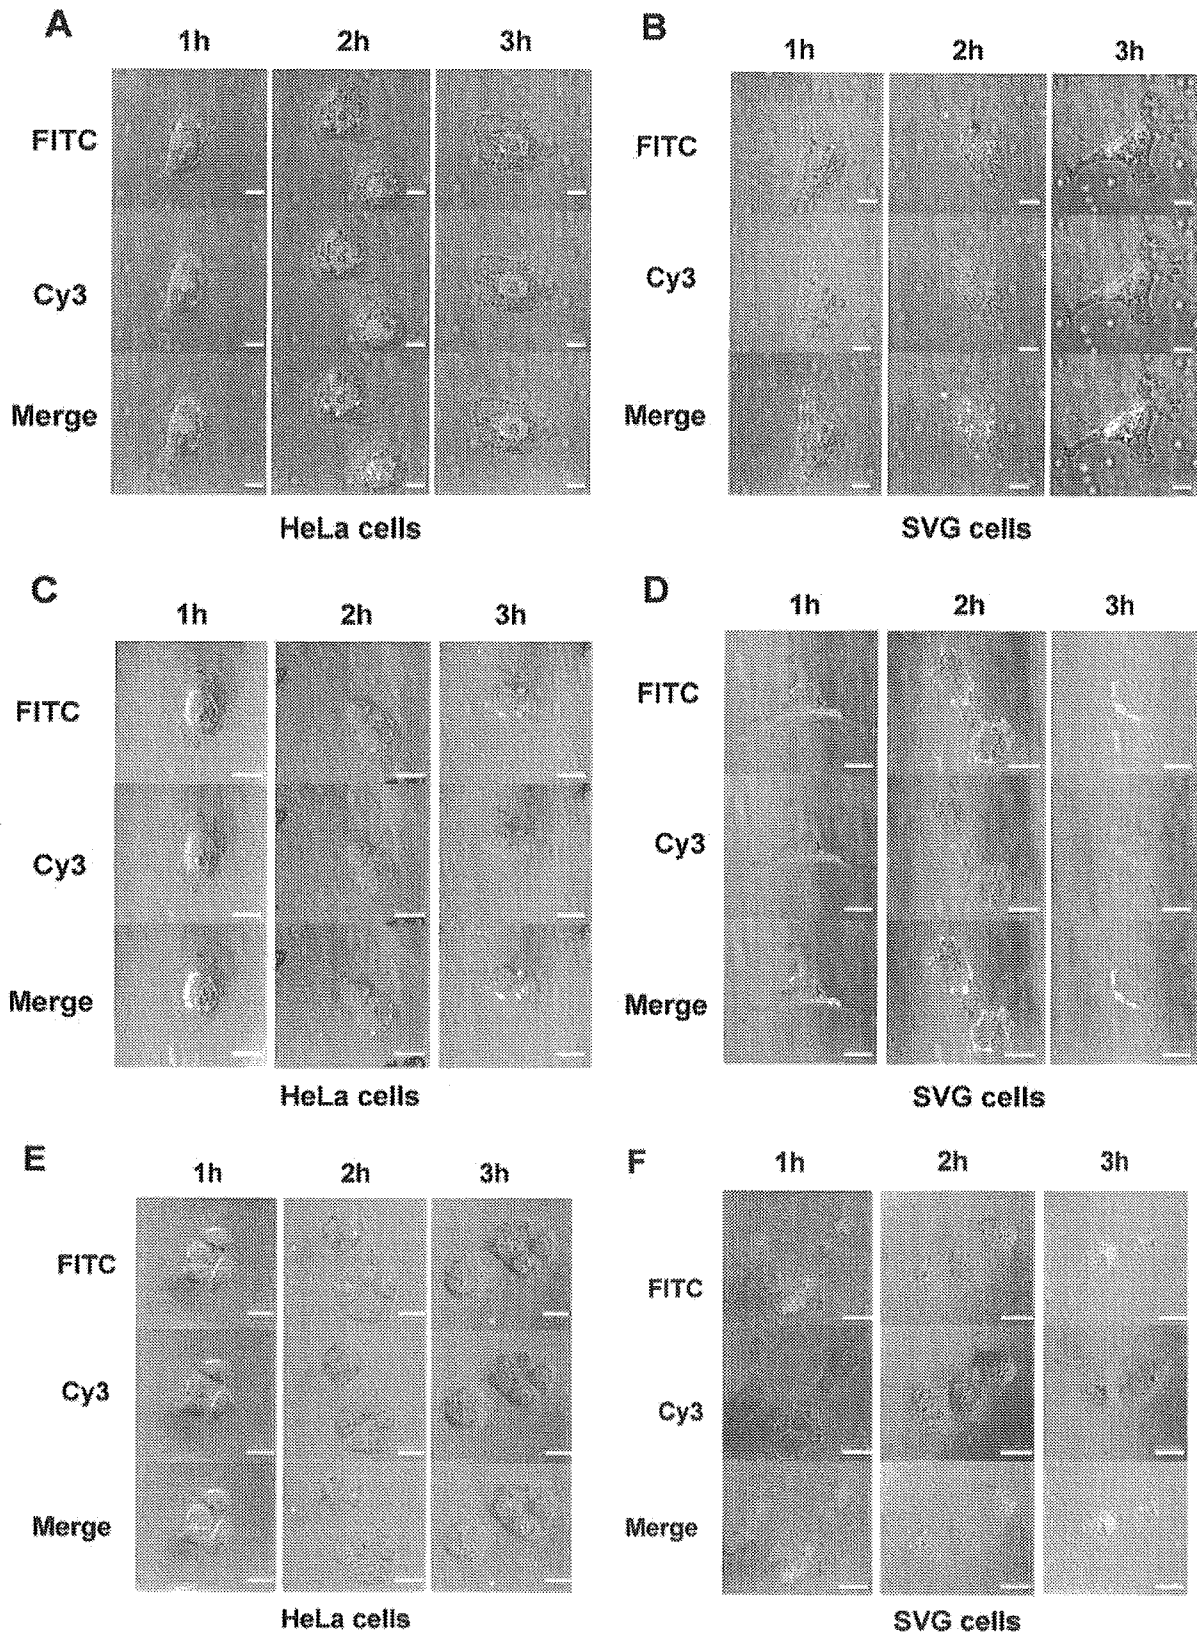 A
1h 2h 3h
FITC
Cy3
Merge
HeLa cells
B
1h 2h 3h
FITC
Cy3
Merge
SVG cells
C
1h 2h 3h
FITC
Cy3
Merge
HeLa cells
D
1h 2h 3h
FITC
Cy3
Merge
SVG cells
E
1h 2h 3h
FITC
Cy3
Merge
HeLa cells
F
1h 2h 3h
FITC
Cy3
Merge
SVG cells